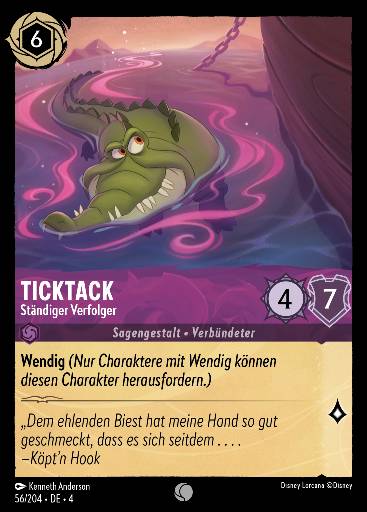 6
TICKTACK
Ständiger Verfolger
4
7
Sagengestalt • Verbündeter
Wendig (Nur Charaktere mit Wendig können
diesen Charakter herausfordern.)
„Dem ehlenden Biest hat meine Hand so gut
geschmeckt, dass es sich seitdem . . . .
–Käpt'n Hook
Kenneth Anderson
Disney Lorcana ©Disney
56/204 • DE • 4